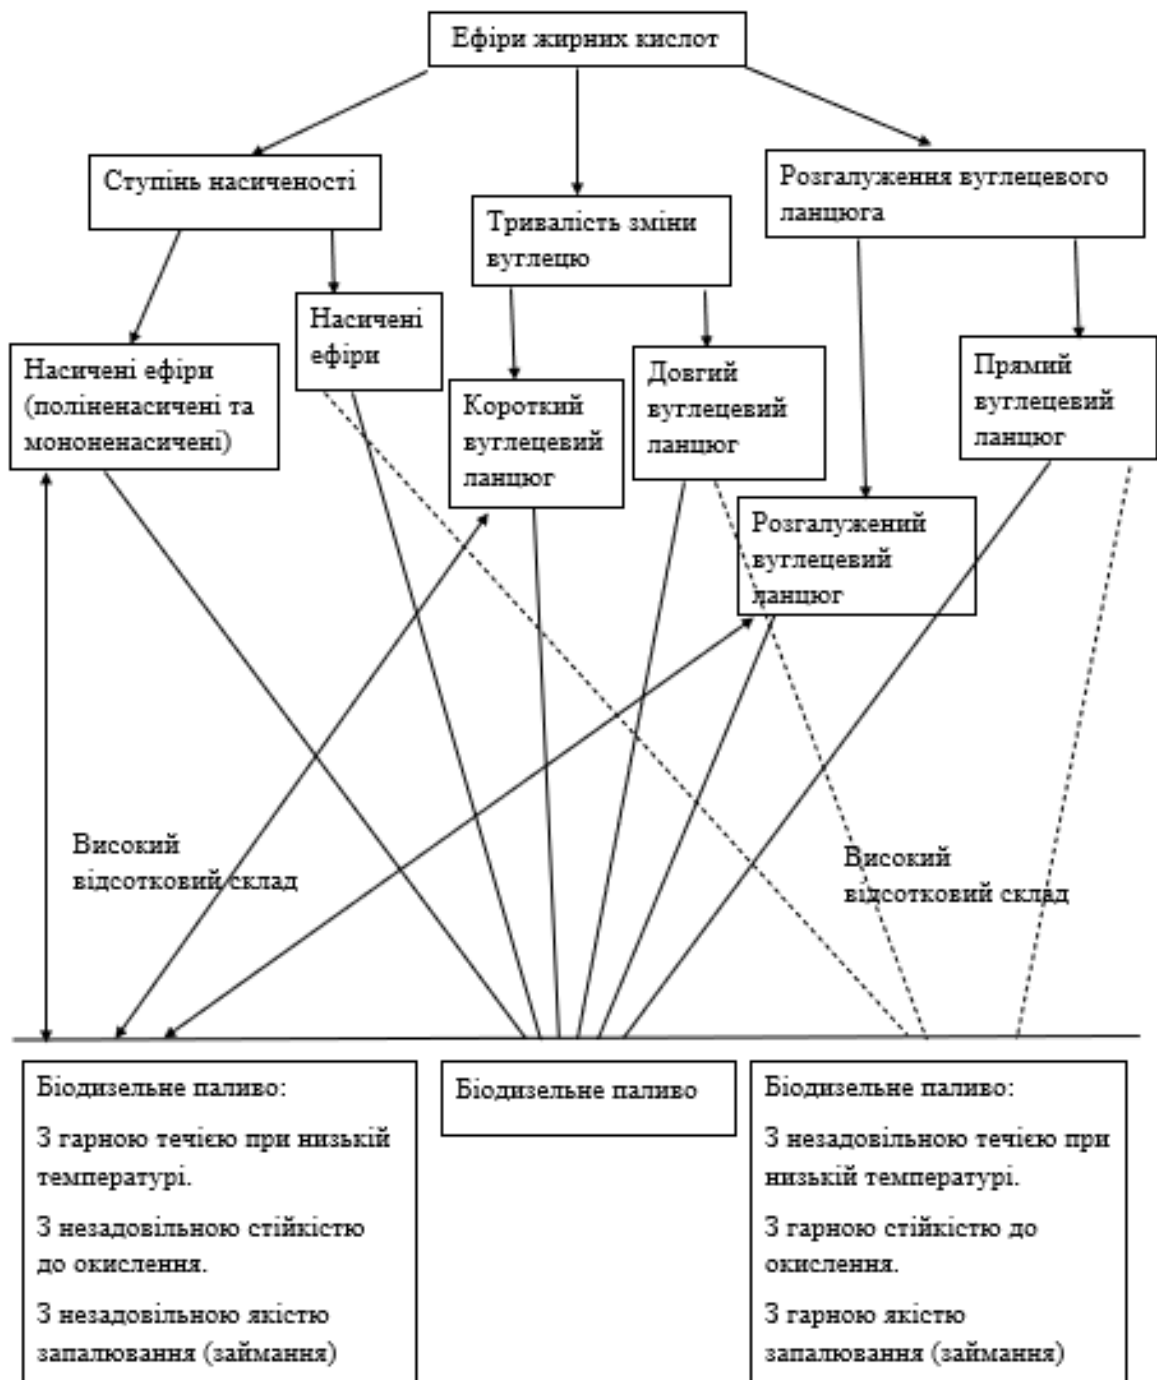 Ефіри жирних кислот
Ступінь насиченості
Тривалість зміни
вуглецю
Розгалуження вуглецевого
ланцюга
Насичені ефіри
(поліненасичені та
мононенасичені)
Насичені
ефіри
Короткий
вуглецевий
ланцюг
Довгий
вуглецевий
ланцюг
Розгалужений
вуглецевий
ланцюг
Прямий
вуглецевий
ланцюг
Високий
відсотковий склад
Високий
відсотковий склад
Біодизельне паливо:
З гарною течією при низькій
температурі.
З незадовільною стійкістю
до окислення.
З незадовільною якістю
запалювання (займання)
Біодизельне паливо
Біодизельне паливо:
З незадовільною течією при
низькій температурі.
З гарною стійкістю до
окислення.
З гарною якістю
запалювання (займання)